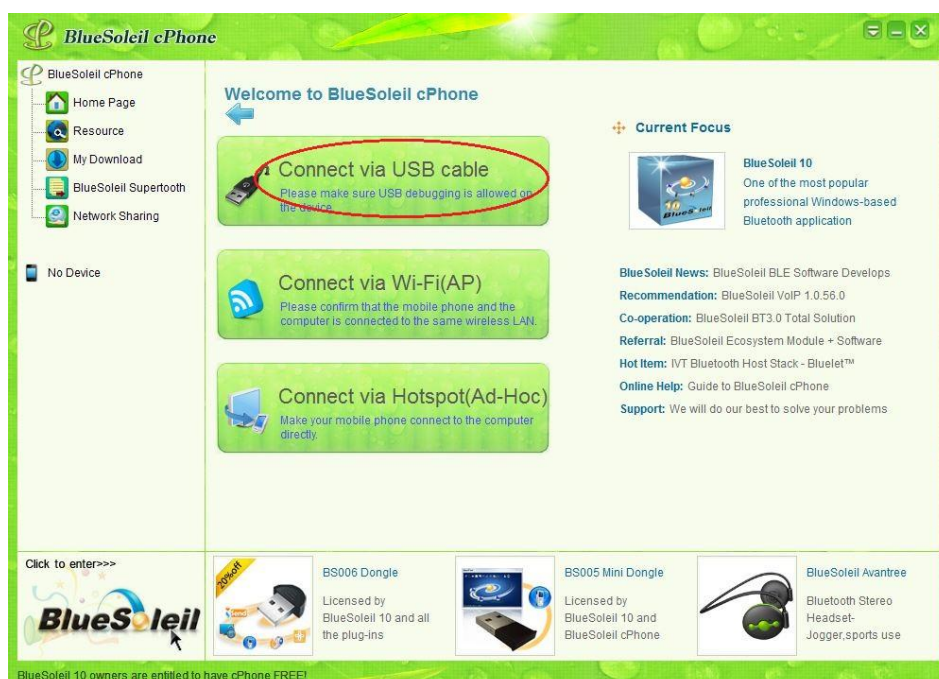 BlueSoleil cPhone
BlueSoleil cPhone
Home Page
Resource
My Download
BlueSoleil Supertooth
Network Sharing
No Device
Welcome to BlueSoleil cPhone
Connect via USB cable
Please make sure USB debugging is allowed on
the device.
Connect via Wi-Fi(AP)
Please confirm that the mobile phone and the
computer is connected to the same wireless LAN.
Connect via Hotspot(Ad-Hoc)
Make your mobile phone connect to the computer
directly.
Current Focus
10
BlueSoleil
BlueSoleil 10
One of the most popular
professional Windows-based
Bluetooth application
BlueSoleil News: BlueSoleil BLE Software Develops
Recommendation: BlueSoleil VoIP 1.0.56.0
Co-operation: BlueSoleil BT3.0 Total Solution
Referral: BlueSoleil Ecosystem Module + Software
Hot Item: IVT Bluetooth Host Stack - Bluelet™
Online Help: Guide to BlueSoleil cPhone
Support: We will do our best to solve your problems
Click to enter>>>
BlueSoleil
20%off
BS006 Dongle
Licensed by
BlueSoleil 10 and all
the plug-ins
BS005 Mini Dongle
Licensed by
BlueSoleil 10 and
BlueSoleil cPhone
BlueSoleil Avantree
Bluetooth Stereo
Headset-
Jogger,sports use
BlueSoleil 10 owners are entitled to have cPhone FREE!